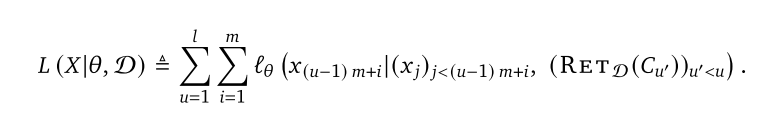 L (X|θ, 𝒟) ≜ ∑_{u=1}^{l} ∑_{i=1}^{m} ℓ_θ (x_{(u−1) m+i} | (x_j)_{j<(u−1) m+i}, (RET_𝒟(C_{u′}))_{u′<u}) .